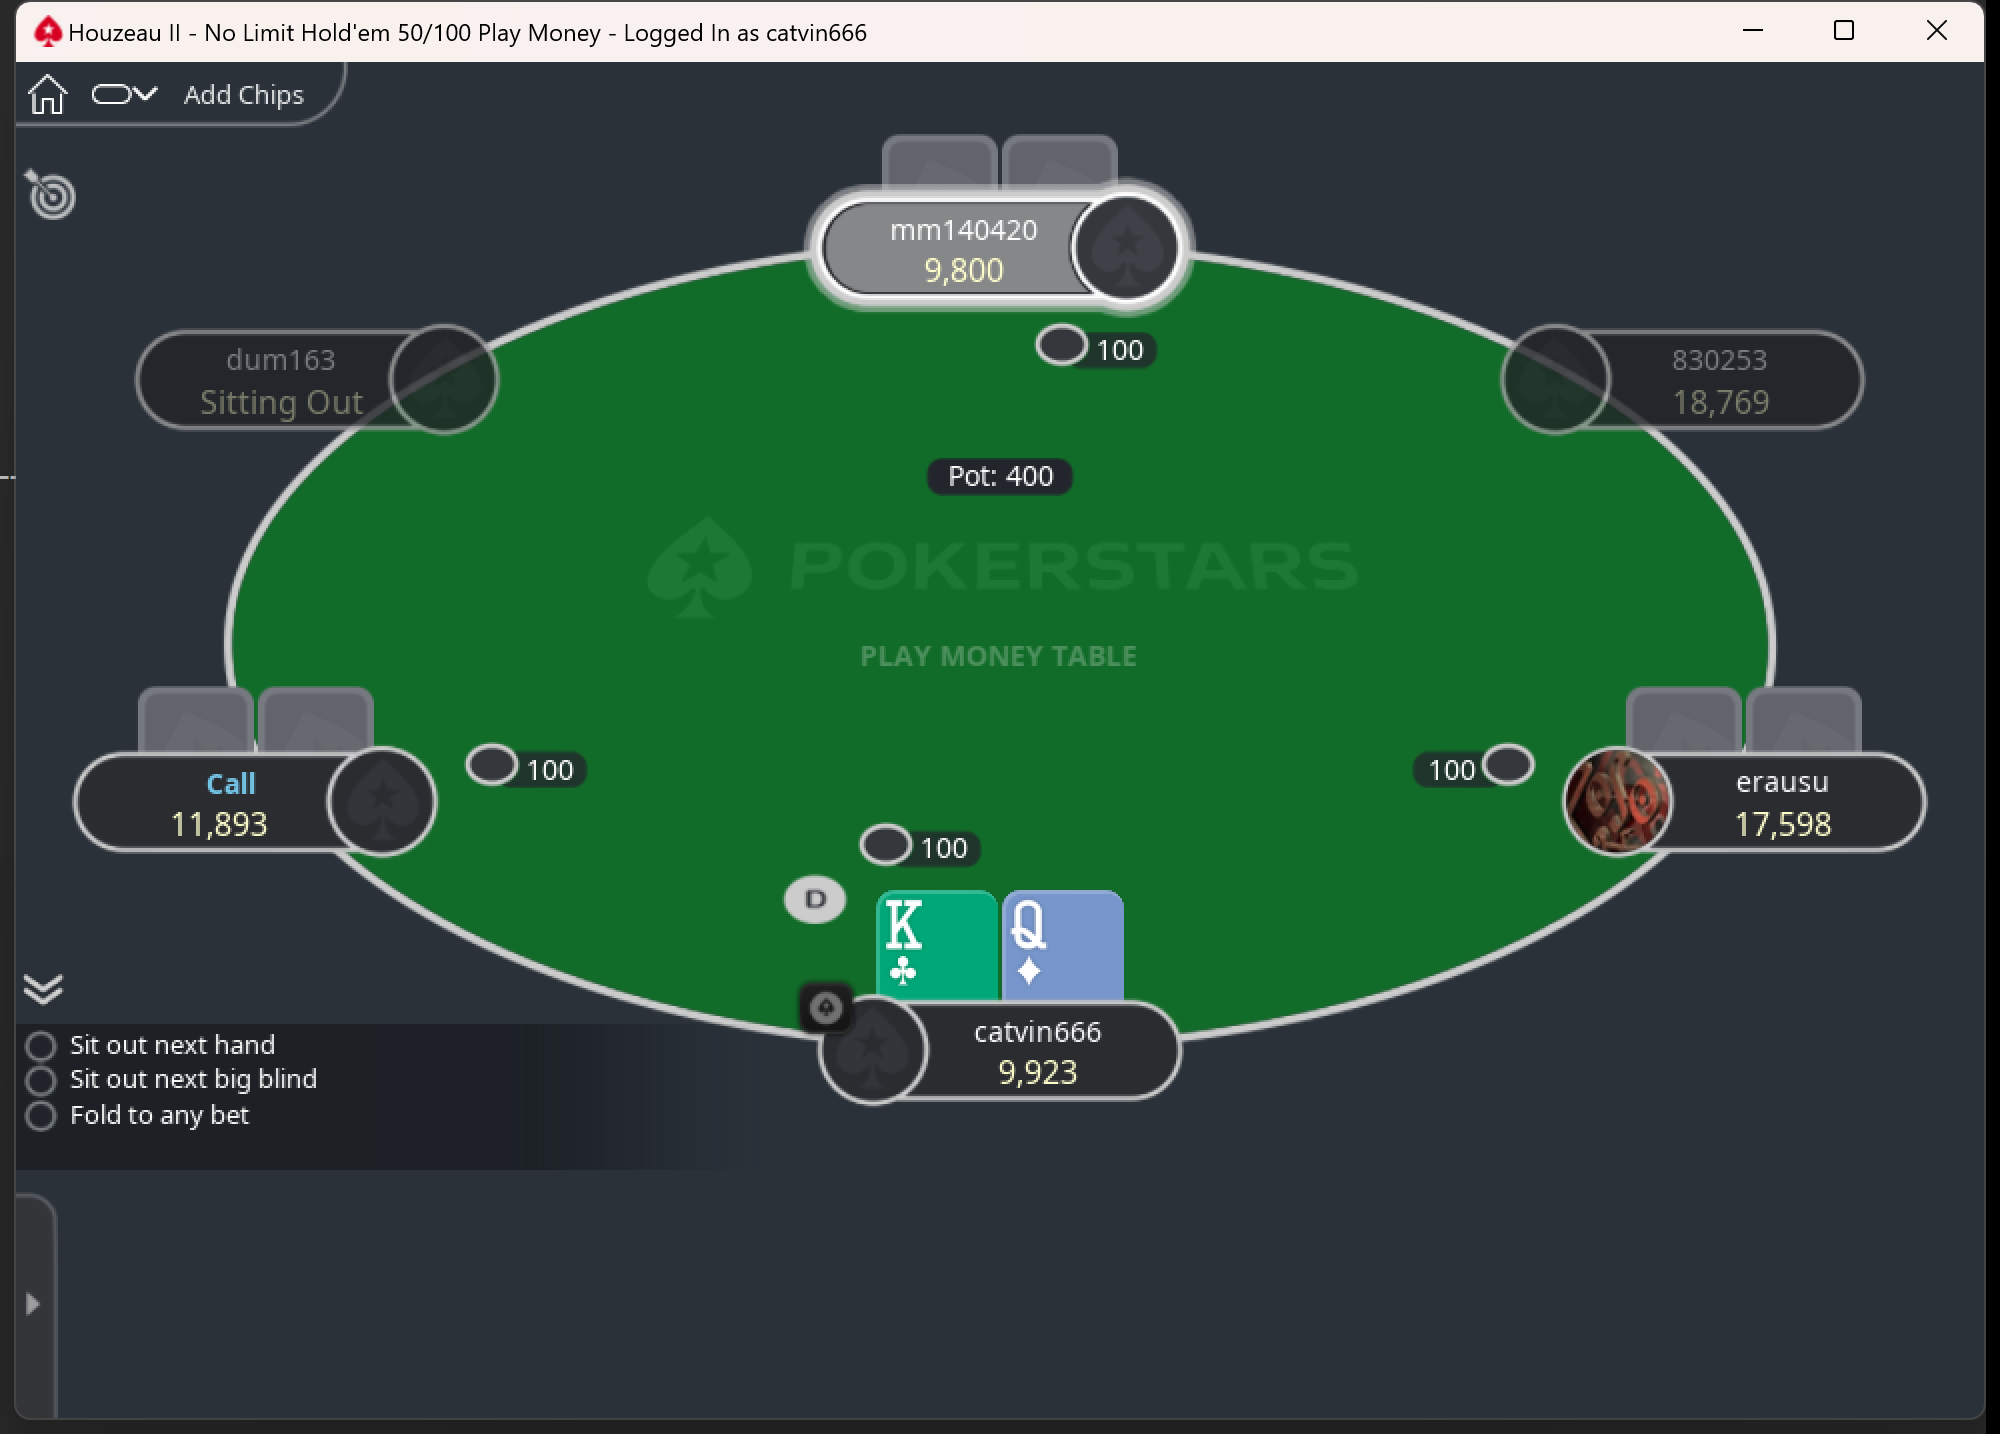 Houzeau II - No Limit Hold'em 50/100 Play Money - Logged In as catvin666
Add Chips
mm140420
9,800
100
dum163
Sitting Out
830253
18,769
Pot: 400
POKERSTARS
PLAY MONEY TABLE
Call
11,893
100
100
erausu
17,598
100
D
K
Q
catvin666
9,923
Sit out next hand
Sit out next big blind
Fold to any bet